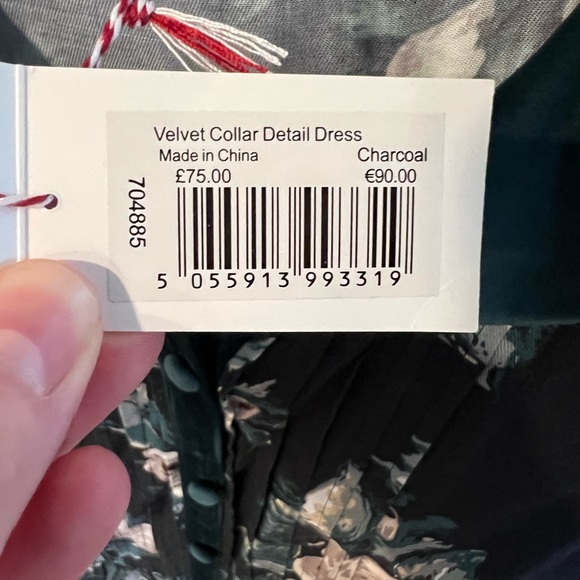 Velvet Collar Detail Dress
Made in China Charcoal
£75.00 €90.00
704885
5 055913 993319